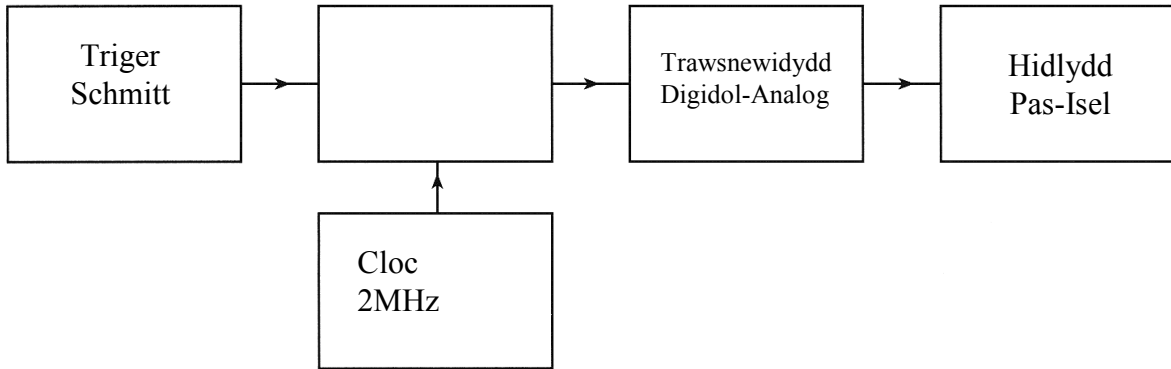 Triger
Schmitt
Trawsnewidydd
Digidol-Analog
Hidlydd
Pas-Isel
Cloc
2MHz